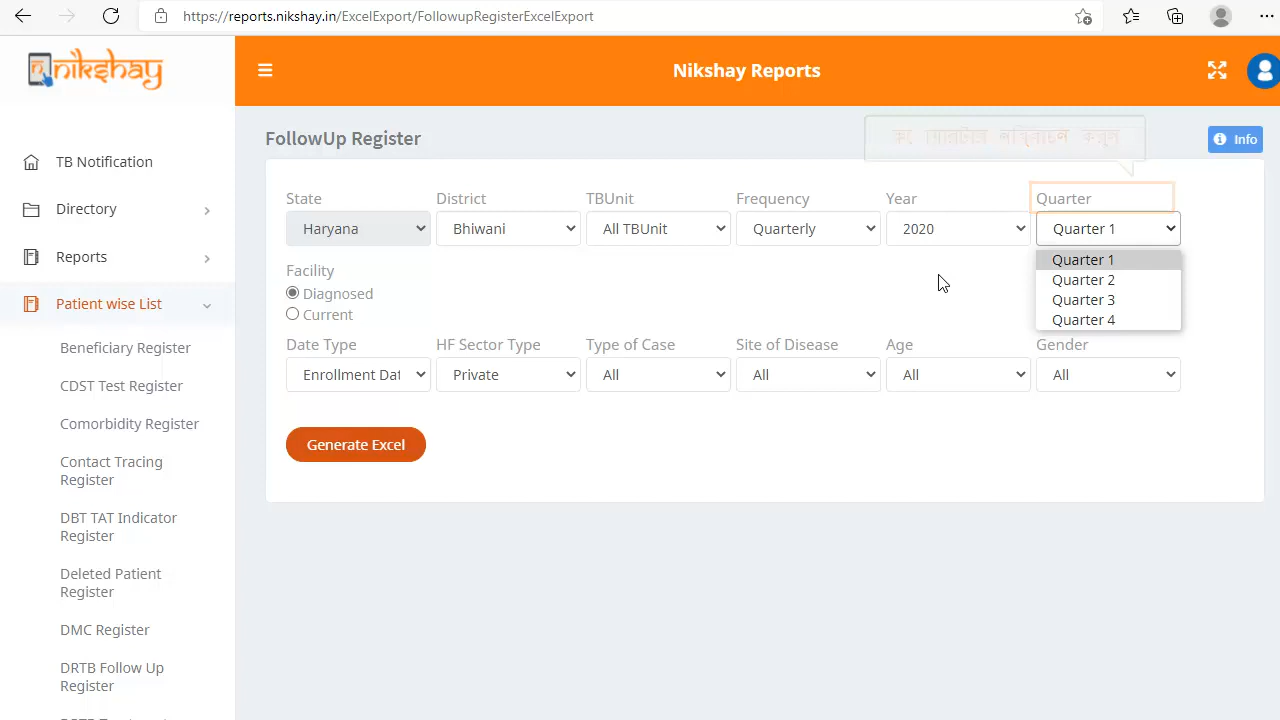 https://reports.nikshay.in/ExcelExport/FollowupRegisterExcelExport
nikshay
Nikshay Reports
TB Notification
Directory
Reports
Patient wise List
Beneficiary Register
CDST Test Register
Comorbidity Register
Contact Tracing
Register
DBT TAT Indicator
Register
Deleted Patient
Register
DMC Register
DRTB Follow Up
Register
FollowUp Register
Info
State District TBUnit Frequency Year Quarter
Haryana Bhiwani All TBUnit Quarterly 2020 Quarter 1
Quarter 1
Quarter 2
Quarter 3
Quarter 4
Facility
Diagnosed
Current
Date Type HF Sector Type Type of Case Site of Disease Age Gender
Enrollment Dat Private All All All All
Generate Excel